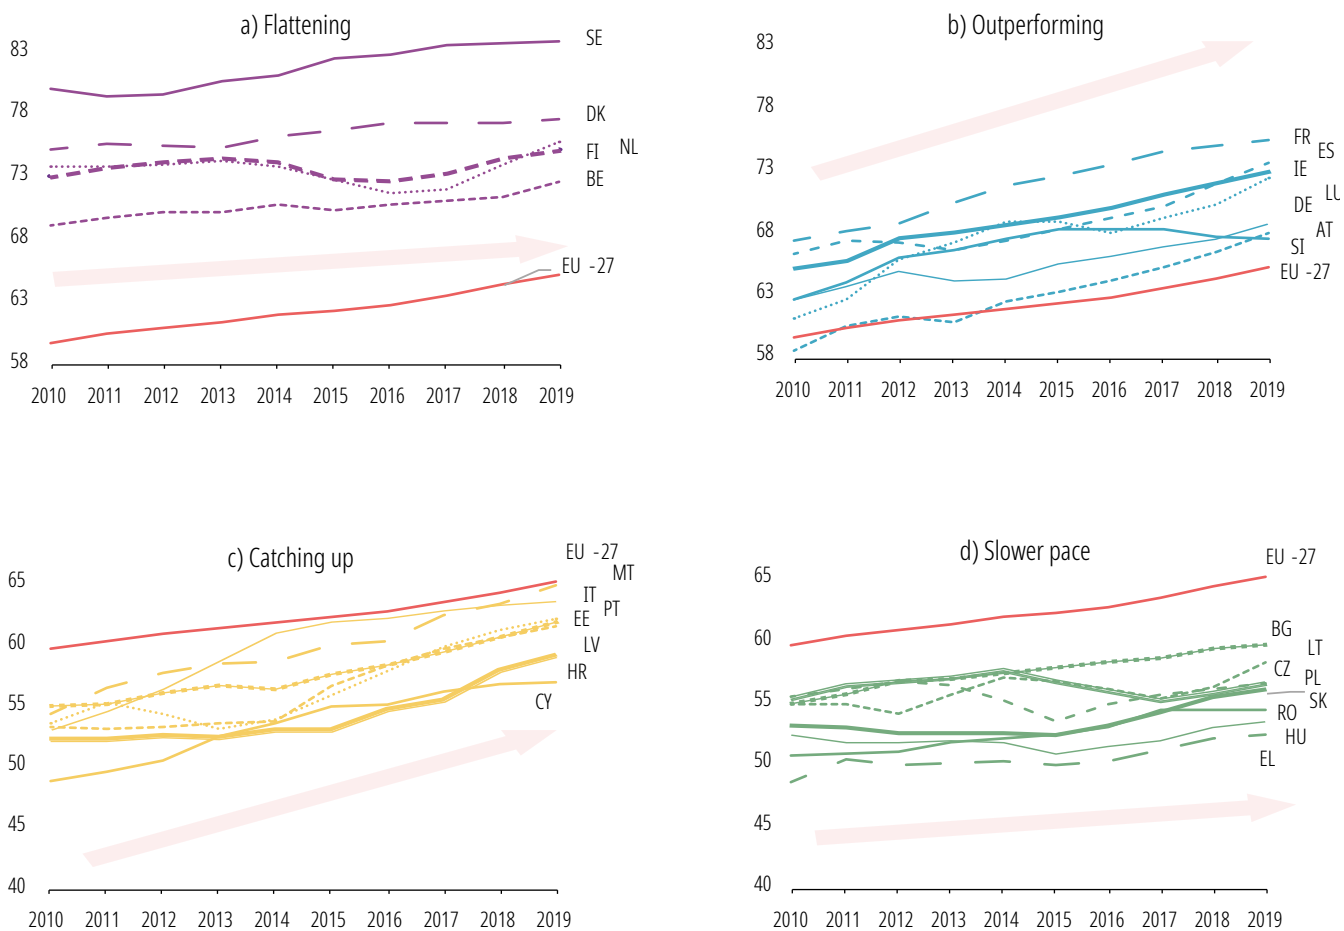 a) Flattening
83
78
73
68
63
58
SE
DK
FI NL
BE
EU -27
2010 2011 2012 2013 2014 2015 2016 2017 2018 2019
b) Outperforming
83
78
73
68
63
58
FR
ES
IE
LU
DE
AT
SI
EU -27
2010 2011 2012 2013 2014 2015 2016 2017 2018 2019
c) Catching up
65
60
55
50
45
40
EU -27
MT
IT
PT
EE
LV
HR
CY
2010 2011 2012 2013 2014 2015 2016 2017 2018 2019
d) Slower pace
65
60
55
50
45
40
EU -27
BG
LT
CZ
PL
SK
RO
HU
EL
2010 2011 2012 2013 2014 2015 2016 2017 2018 2019